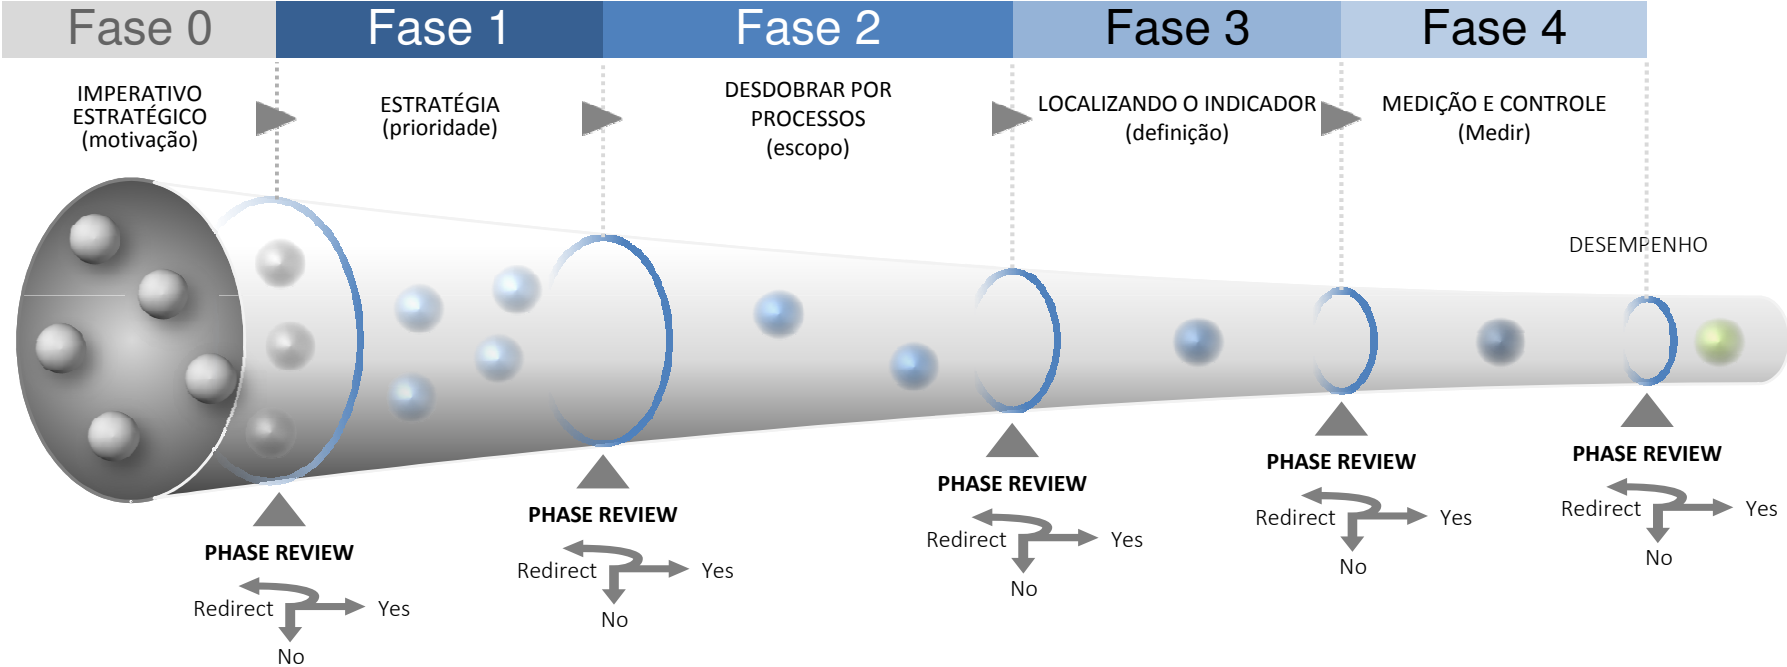 Fase 0
Fase 1
Fase 2
Fase 3
Fase 4
IMPERATIVO
ESTRATÉGICO
(motivação)
ESTRATÉGIA
(prioridade)
DESDOBRAR POR
PROCESSOS
(escopo)
LOCALIZANDO O INDICADOR
(definição)
MEDIÇÃO E CONTROLE
(Medir)
DESEMPENHO
PHASE REVIEW
Redirect
Yes
No
PHASE REVIEW
Redirect
Yes
No
PHASE REVIEW
Redirect
Yes
No
PHASE REVIEW
Redirect
Yes
No
PHASE REVIEW
Redirect
Yes
No